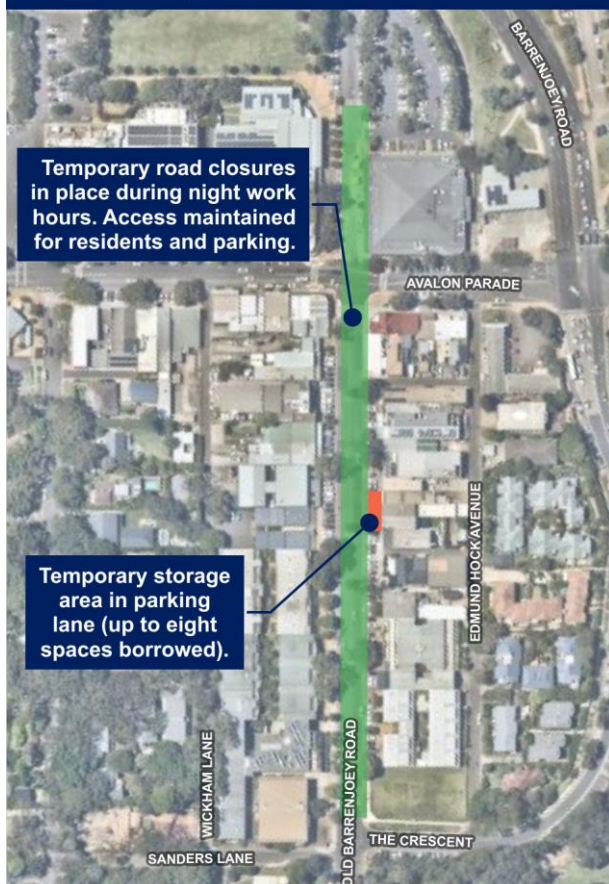 BARRENJOEY ROAD
Temporary road closures
in place during night work
hours. Access maintained
for residents and parking.
AVALON PARADE
EDMUND HOCK AVENUE
Temporary storage
area in parking
lane (up to eight
spaces borrowed).
WICKHAM LANE
OLD BARRENJOEY ROAD
THE CRESCENT
SANDERS LANE